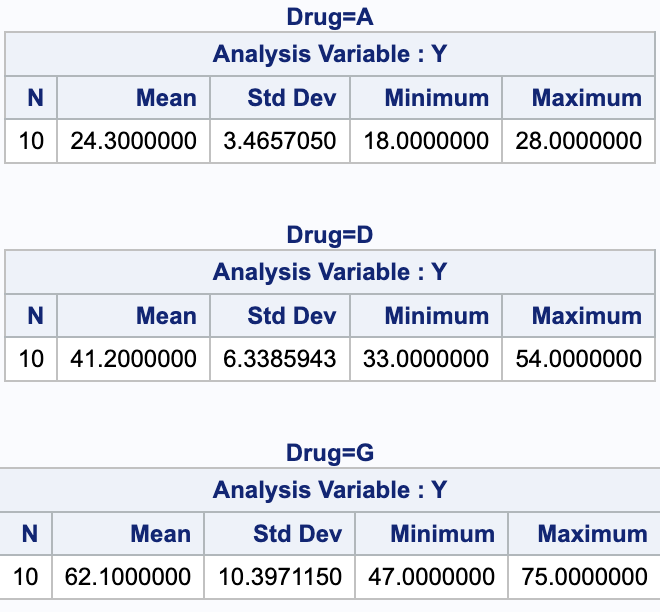 Drug=A
Analysis Variable : Y
N Mean Std Dev Minimum Maximum
10 24.3000000 3.4657050 18.0000000 28.0000000
Drug=D
Analysis Variable : Y
N Mean Std Dev Minimum Maximum
10 41.2000000 6.3385943 33.0000000 54.0000000
Drug=G
Analysis Variable : Y
N Mean Std Dev Minimum Maximum
10 62.1000000 10.3971150 47.0000000 75.0000000